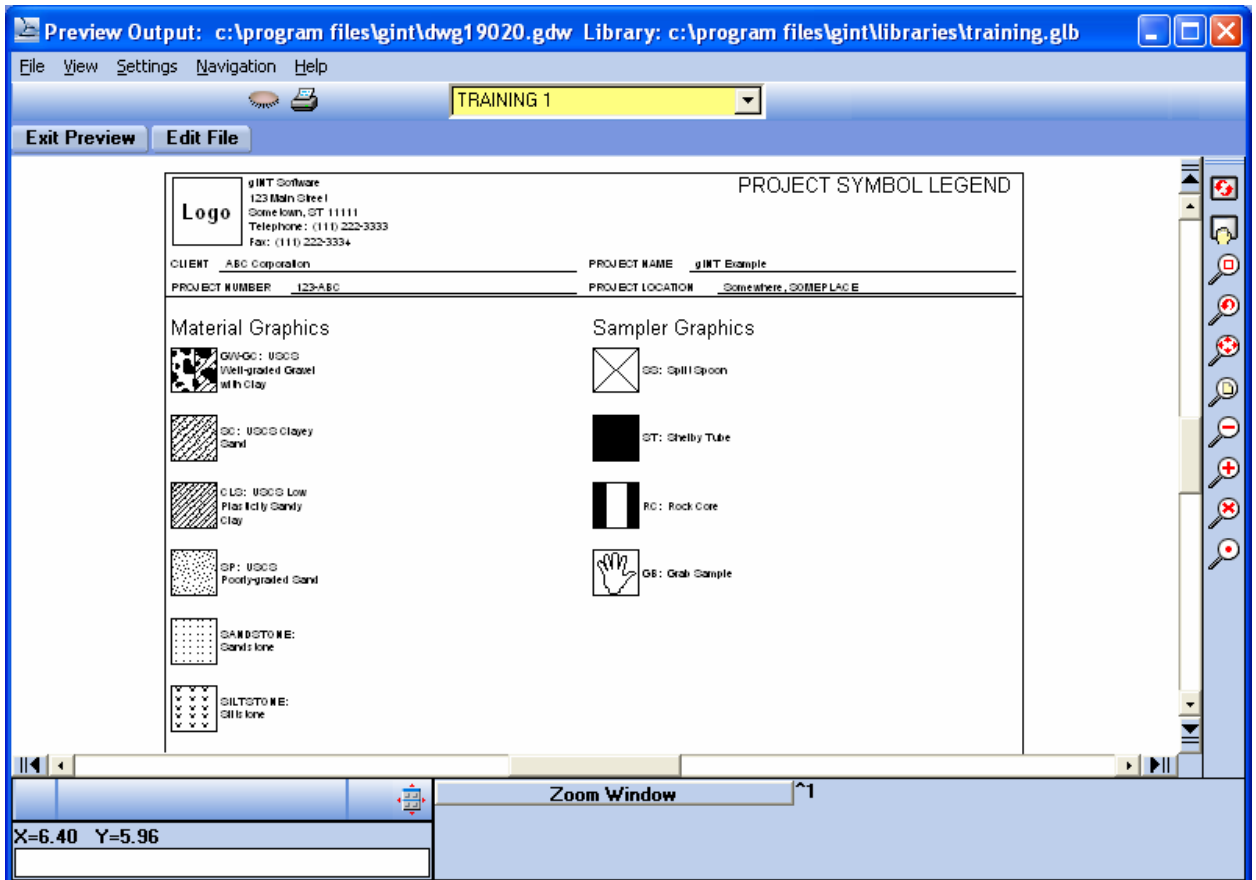 Preview Output: c:\program files\gint\dwg19020.gdw Library: c:\program files\gint\libraries\training.glb
File View Settings Navigation Help
TRAINING 1
Exit Preview Edit File
Logo
gINT Software
123 Main Street
Sometown, ST 11111
Telephone: (111) 222-3333
Fax: (111) 222-3334
PROJECT SYMBOL LEGEND
CLIENT ABC Corporation
PROJECT NAME gINT Example
PROJECT NUMBER 123-ABC
PROJECT LOCATION Somewhere, SOMEPLACE
Material Graphics
GW-GC: USCS
Well-graded Gravel
with Clay
SC: USCS Clayey
Sand
CLS: USCS Low
Plasticity Sandy
Clay
SP: USCS
Poorly-graded Sand
SANDSTONE:
Sandstone
SILTSTONE:
Siltstone
Sampler Graphics
SS: Split Spoon
ST: Shelby Tube
RC: Rock Core
GB: Grab Sample
Zoom Window ^1
X=6.40 Y=5.96